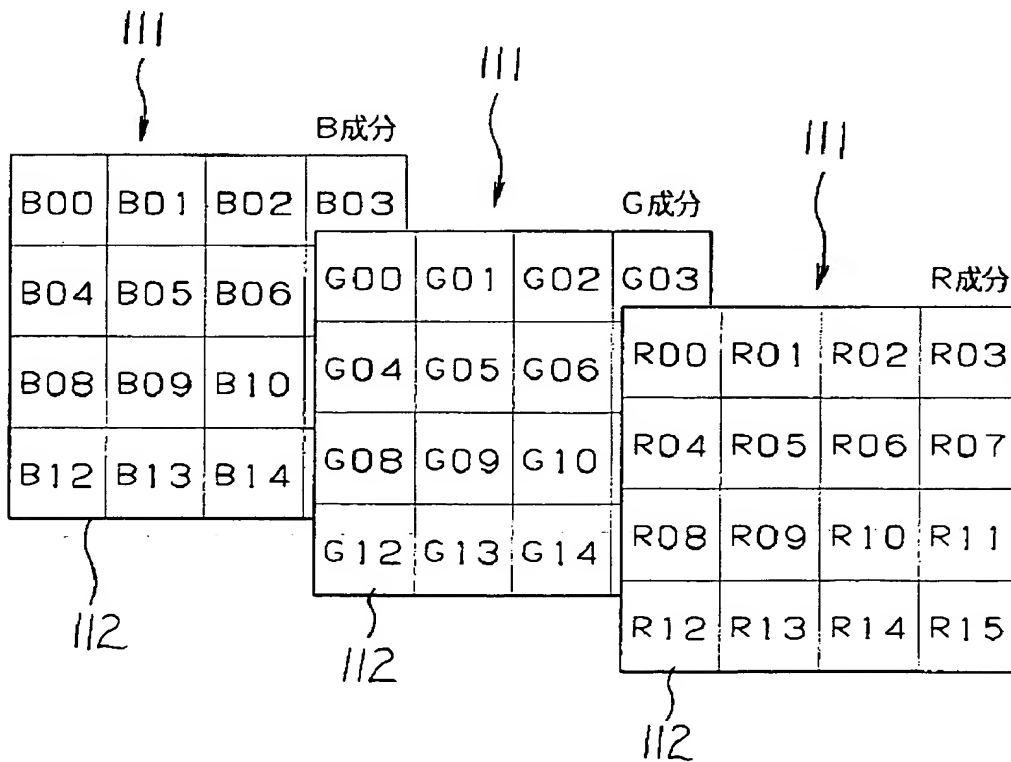 111
B成分
B00 B01 B02 B03
B04 B05 B06
B08 B09 B10
B12 B13 B14
112
111
G成分
G00 G01 G02 G03
G04 G05 G06
G08 G09 G10
G12 G13 G14
112
111
R成分
R00 R01 R02 R03
R04 R05 R06 R07
R08 R09 R10 R11
R12 R13 R14 R15
112